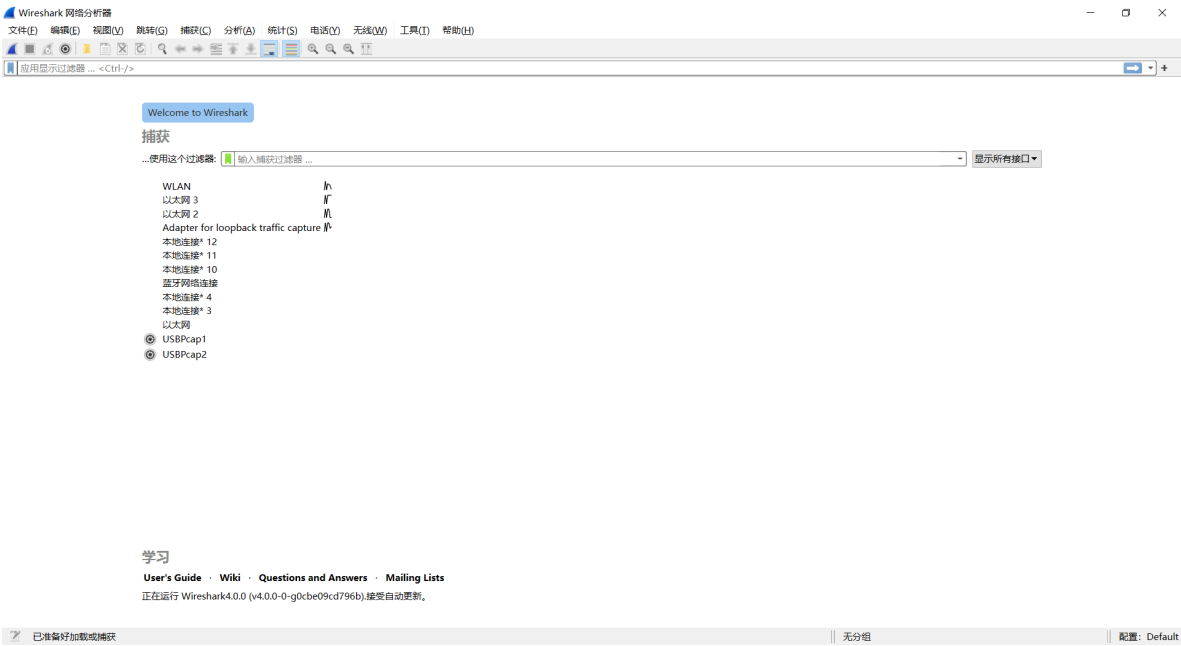 Wireshark 网络分析器
文件(F) 编辑(E) 视图(V) 跳转(G) 捕获(C) 分析(A) 统计(S) 电话(Y) 无线(W) 工具(T) 帮助(H)
应用显示过滤器 … <Ctrl-/>
Welcome to Wireshark
捕获
…使用这个过滤器: 输入捕获过滤器 … 显示所有接口
WLAN
以太网 3
以太网 2
Adapter for loopback traffic capture
本地连接* 12
本地连接* 11
本地连接* 10
蓝牙网络连接
本地连接* 4
本地连接* 3
以太网
USBPcap1
USBPcap2
学习
User's Guide · Wiki · Questions and Answers · Mailing Lists
正在运行 Wireshark4.0.0 (v4.0.0-0-g0cbe09cd796b).接受自动更新。
已准备好加载或捕获 无分组 配置: Default